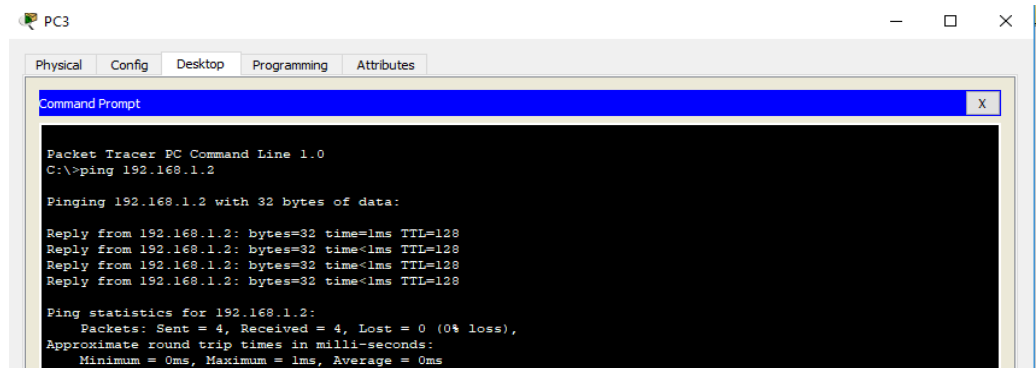 PC3
Physical Config Desktop Programming Attributes
Command Prompt X
Packet Tracer PC Command Line 1.0
C:\>ping 192.168.1.2
Pinging 192.168.1.2 with 32 bytes of data:
Reply from 192.168.1.2: bytes=32 time=1ms TTL=128
Reply from 192.168.1.2: bytes=32 time<1ms TTL=128
Reply from 192.168.1.2: bytes=32 time<1ms TTL=128
Reply from 192.168.1.2: bytes=32 time<1ms TTL=128
Ping statistics for 192.168.1.2:
Packets: Sent = 4, Received = 4, Lost = 0 (0% loss),
Approximate round trip times in milli-seconds:
Minimum = 0ms, Maximum = 1ms, Average = 0ms